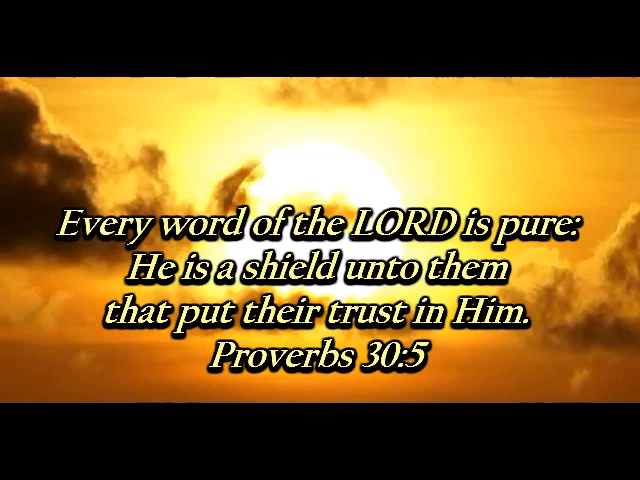 Every word of the LORD is pure:
He is a shield unto them
that put their trust in Him.
Proverbs 30:5